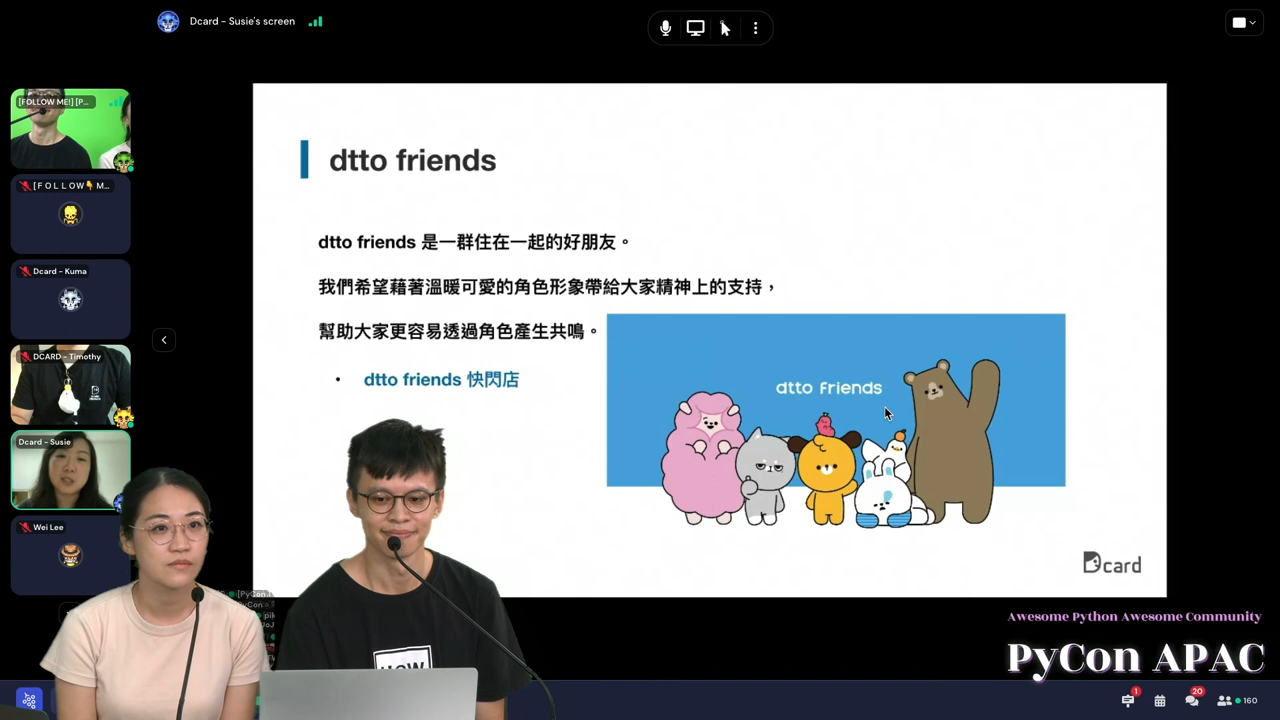 Dcard - Susie's screen
[FOLLOW ME!] [P...
[ F O L L O W👇 M...
Dcard - Kuma
DCARD - Timothy
Dcard - Susie
Wei Lee
dtto friends
dtto friends 是一群住在一起的好朋友。
我們希望藉著溫暖可愛的角色形象帶給大家精神上的支持，
幫助大家更容易透過角色產生共鳴。
• dtto friends 快閃店
dtto friends
Dcard
Awesome Python Awesome Community
PyCon APAC
1
20
160